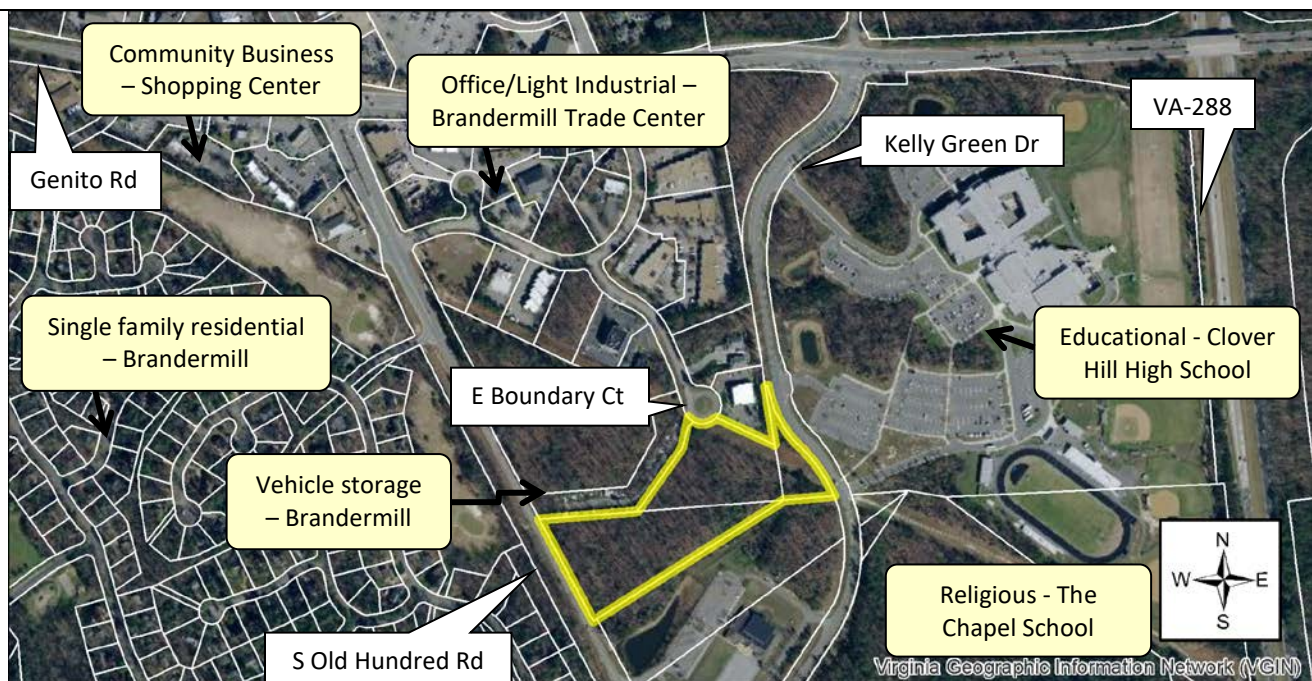 Community Business
– Shopping Center
Office/Light Industrial –
Brandermill Trade Center
VA-288
Kelly Green Dr
Genito Rd
Single family residential
– Brandermill
Educational - Clover
Hill High School
E Boundary Ct
Vehicle storage
– Brandermill
N
W E
S
Religious - The
Chapel School
S Old Hundred Rd
Virginia Geographic Information Network (VGIN)